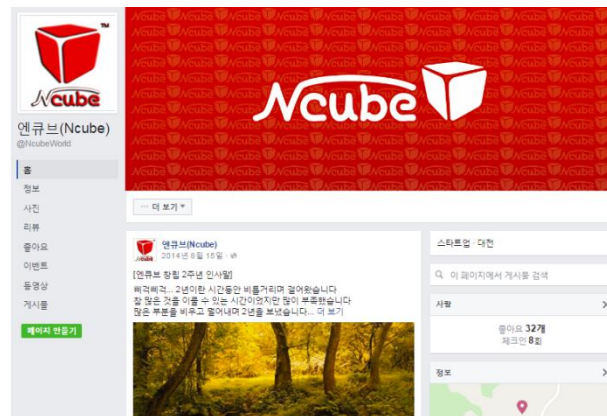 TM
Ncube
엔큐브(Ncube)
@NcubeWorld
홈
정보
사진
리뷰
좋아요
이벤트
동영상
게시물
페이지 만들기
Ncube
··· 더 보기
엔큐브(Ncube)
2014년 8월 15일
[엔큐브 창립 2주년 인사말]
삐걱삐걱... 2년이란 시간동안 비틀거리며 걸어왔습니다
참 많은 것을 이룰 수 있는 시간이었지만 많이 부족했습니다
많은 부분을 비우고 덜어내며 2년을 보냈습니다... 더 보기
스타트업 · 대전
이 페이지에서 게시물 검색
사람
좋아요 32개
체크인 8회
정보